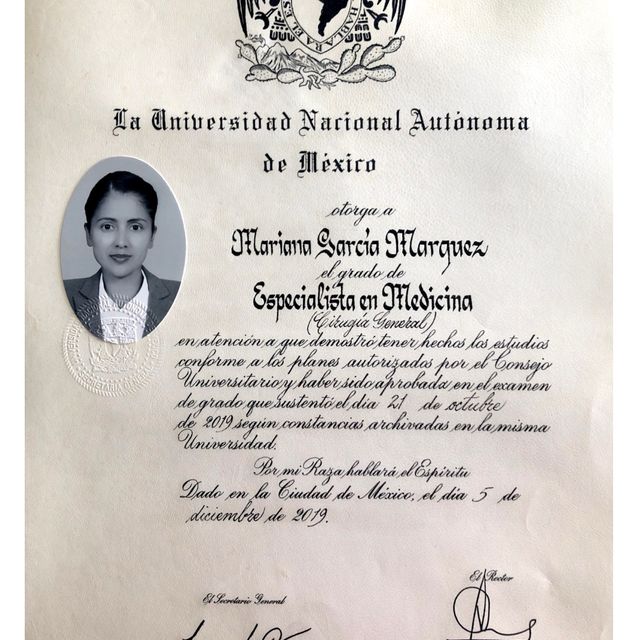 HABLARA EL ES
La Universidad Nacional Autónoma
de México
otorga a
Mariana García Marquez
el grado de
Especialista en Medicina
(Cirugía General)
en atención a que demostró tener hechos los estudios
conforme a los planes autorizados por el Consejo
Universitario y haber sido aprobada en el examen
de grado que sustentó el día 21 de octubre
de 2019 según constancias archivadas en la misma
Universidad.
Por mi Raza hablará el Espíritu
Dado en la Ciudad de México, el día 5 de
diciembre de 2019.
El Rector
El Secretario General